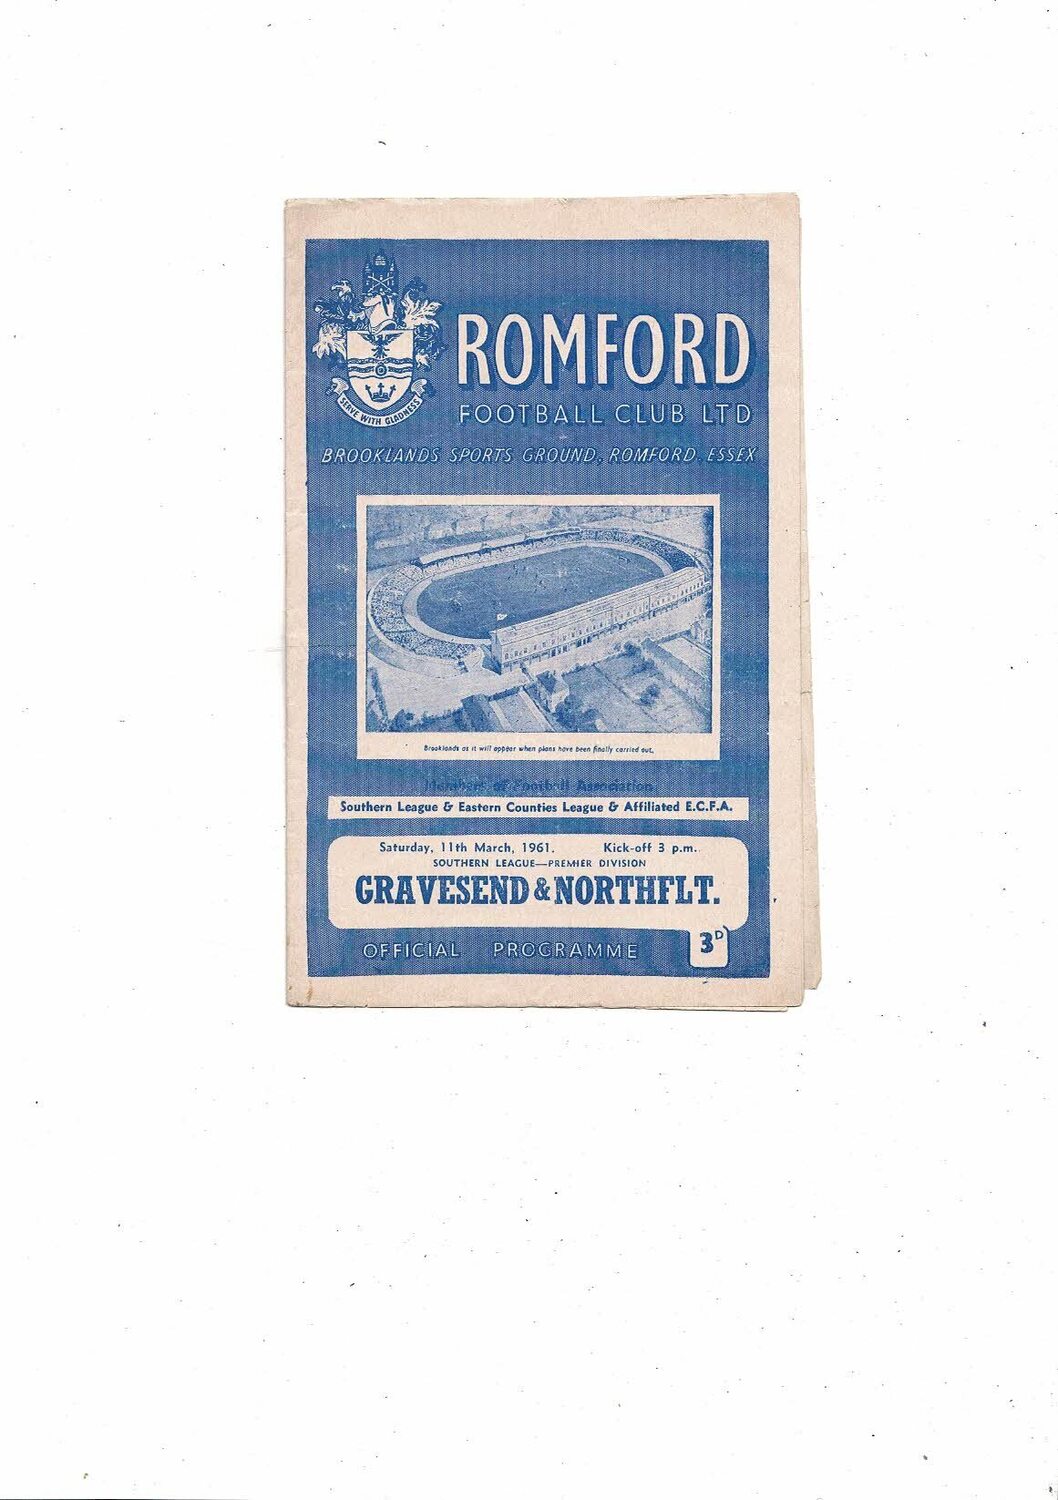 ROMFORD
FOOTBALL CLUB LTD
SERVE WITH GLADNESS
BROOKLANDS SPORTS GROUND, ROMFORD, ESSEX
Brooklands as it will appear when plans have been finally carried out.
Members of Football Association
Southern League & Eastern Counties League & Affiliated E.C.F.A.
Saturday, 11th March, 1961. Kick-off 3 p.m.
SOUTHERN LEAGUE—PREMIER DIVISION
GRAVESEND & NORTHFLT.
OFFICIAL PROGRAMME 3D